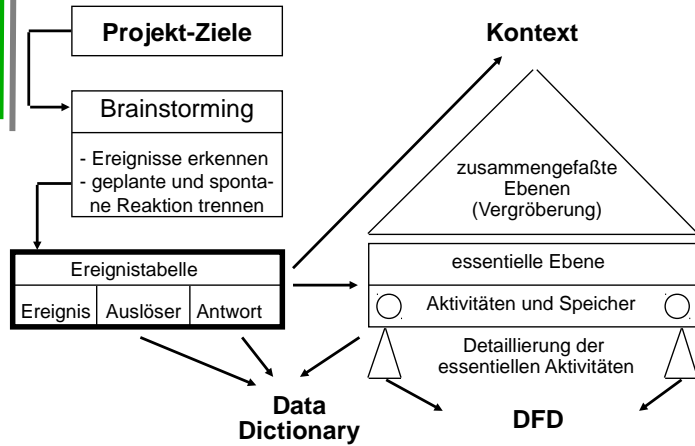 Projekt-Ziele
Brainstorming
- Ereignisse erkennen
- geplante und sponta-
ne Reaktion trennen
Ereignistabelle
Ereignis Auslöser Antwort
Kontext
zusammengefaßte
Ebenen
(Vergröberung)
essentielle Ebene
Aktivitäten und Speicher
Detaillierung der
essentiellen Aktivitäten
Data
Dictionary
DFD